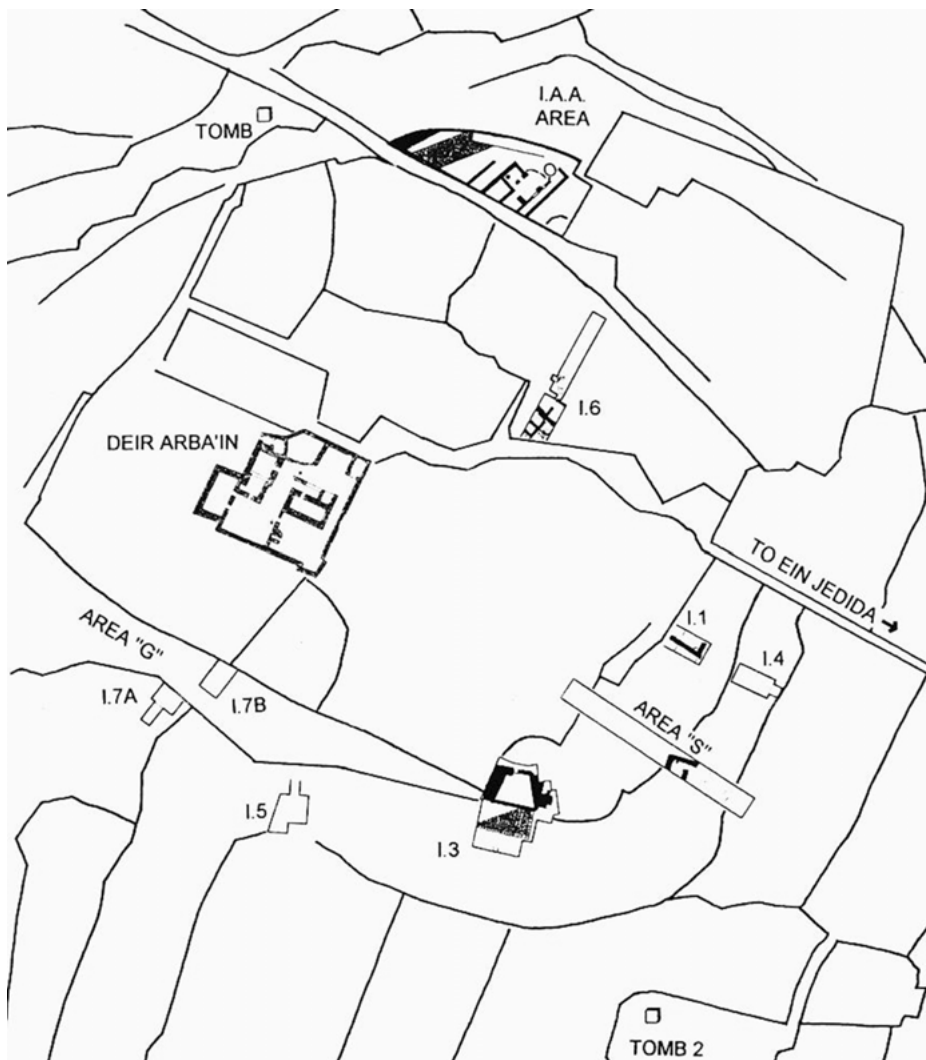 I.A.A.
AREA
TOMB
I.6
DEIR ARBA'IN
TO EIN JEDIDA →
I.1
AREA "G"
I.4
I.7A
I.7B
AREA "S"
I.5
I.3
TOMB 2